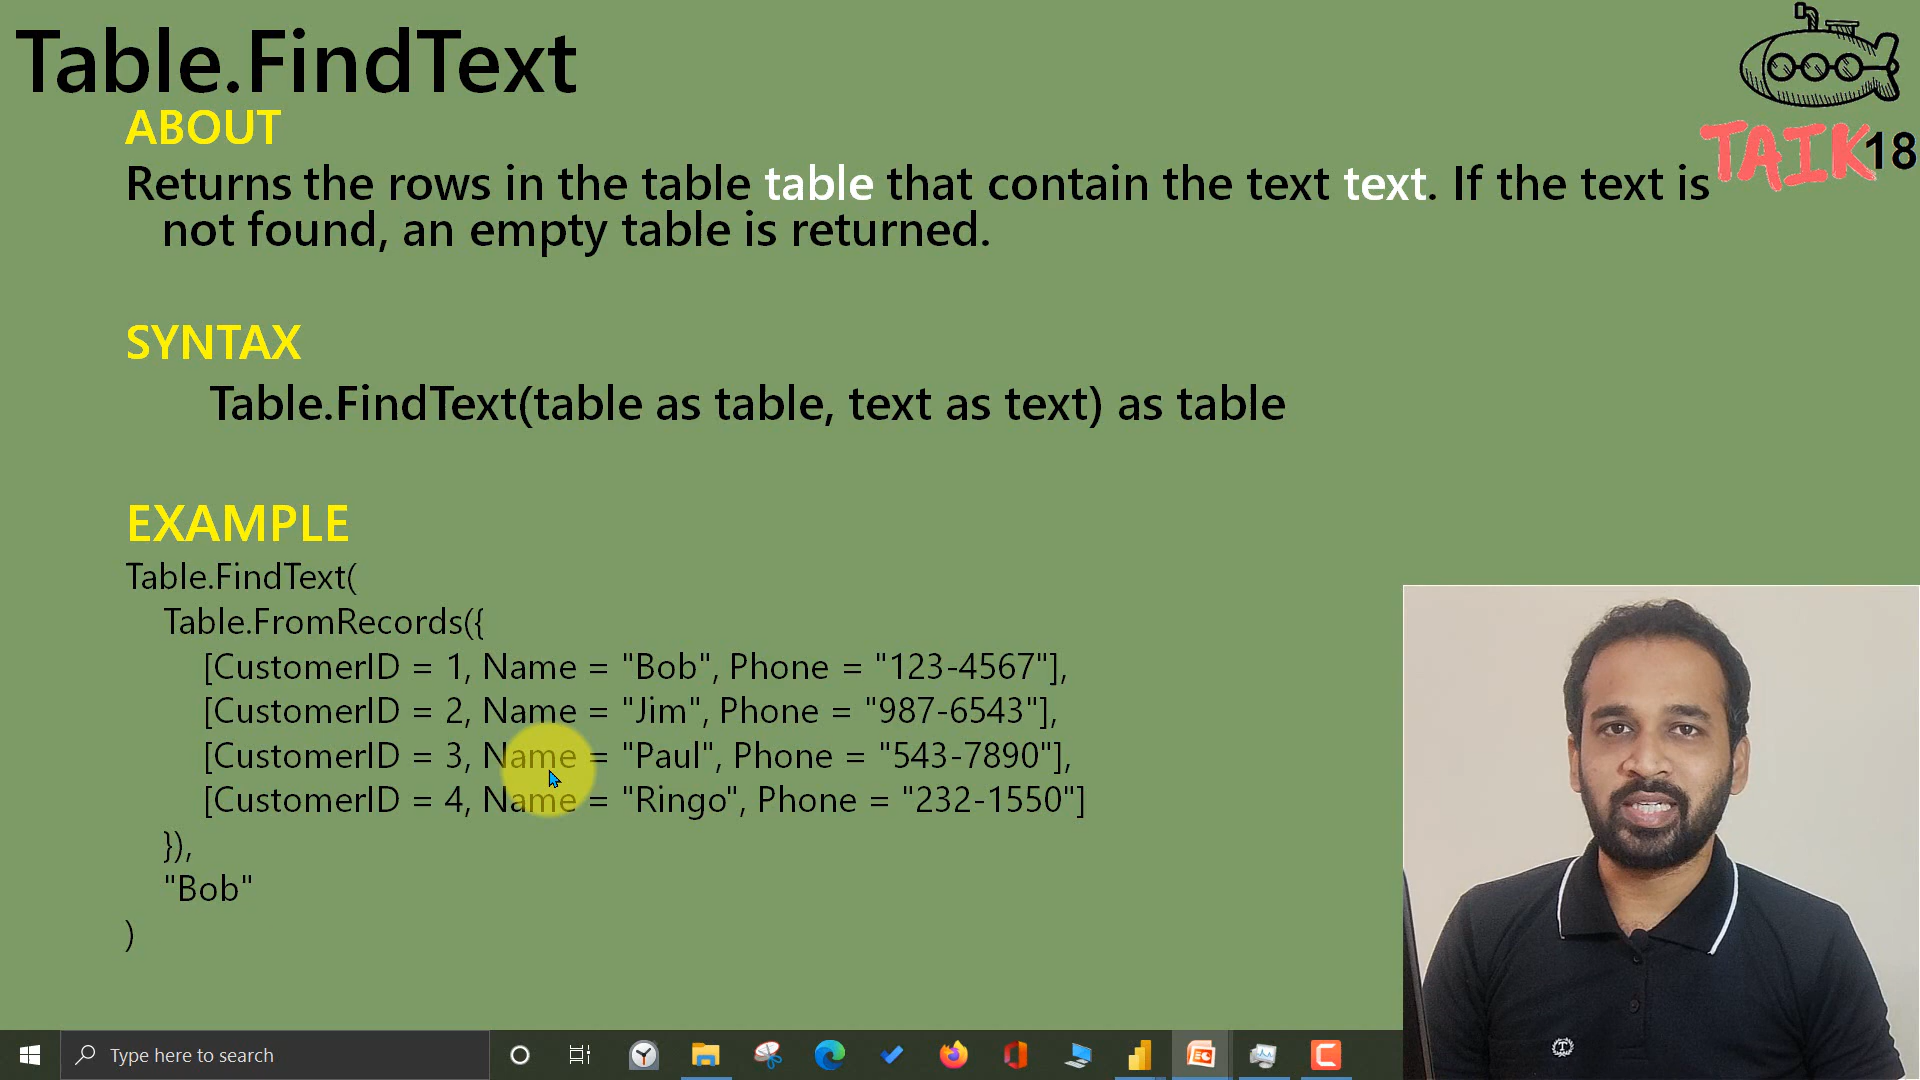 Table.FindText
ABOUT
Returns the rows in the table table that contain the text text. If the text is
not found, an empty table is returned.
TAIK18
SYNTAX
Table.FindText(table as table, text as text) as table
EXAMPLE
Table.FindText(
Table.FromRecords({
[CustomerID = 1, Name = "Bob", Phone = "123-4567"],
[CustomerID = 2, Name = "Jim", Phone = "987-6543"],
[CustomerID = 3, Name = "Paul", Phone = "543-7890"],
[CustomerID = 4, Name = "Ringo", Phone = "232-1550"]
}),
"Bob"
)
Type here to search